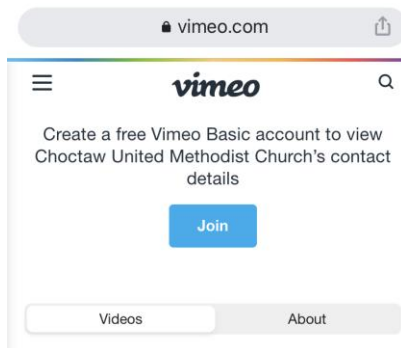 vimeo.com
vimeo
Create a free Vimeo Basic account to view
Choctaw United Methodist Church's contact
details
Join
Videos About